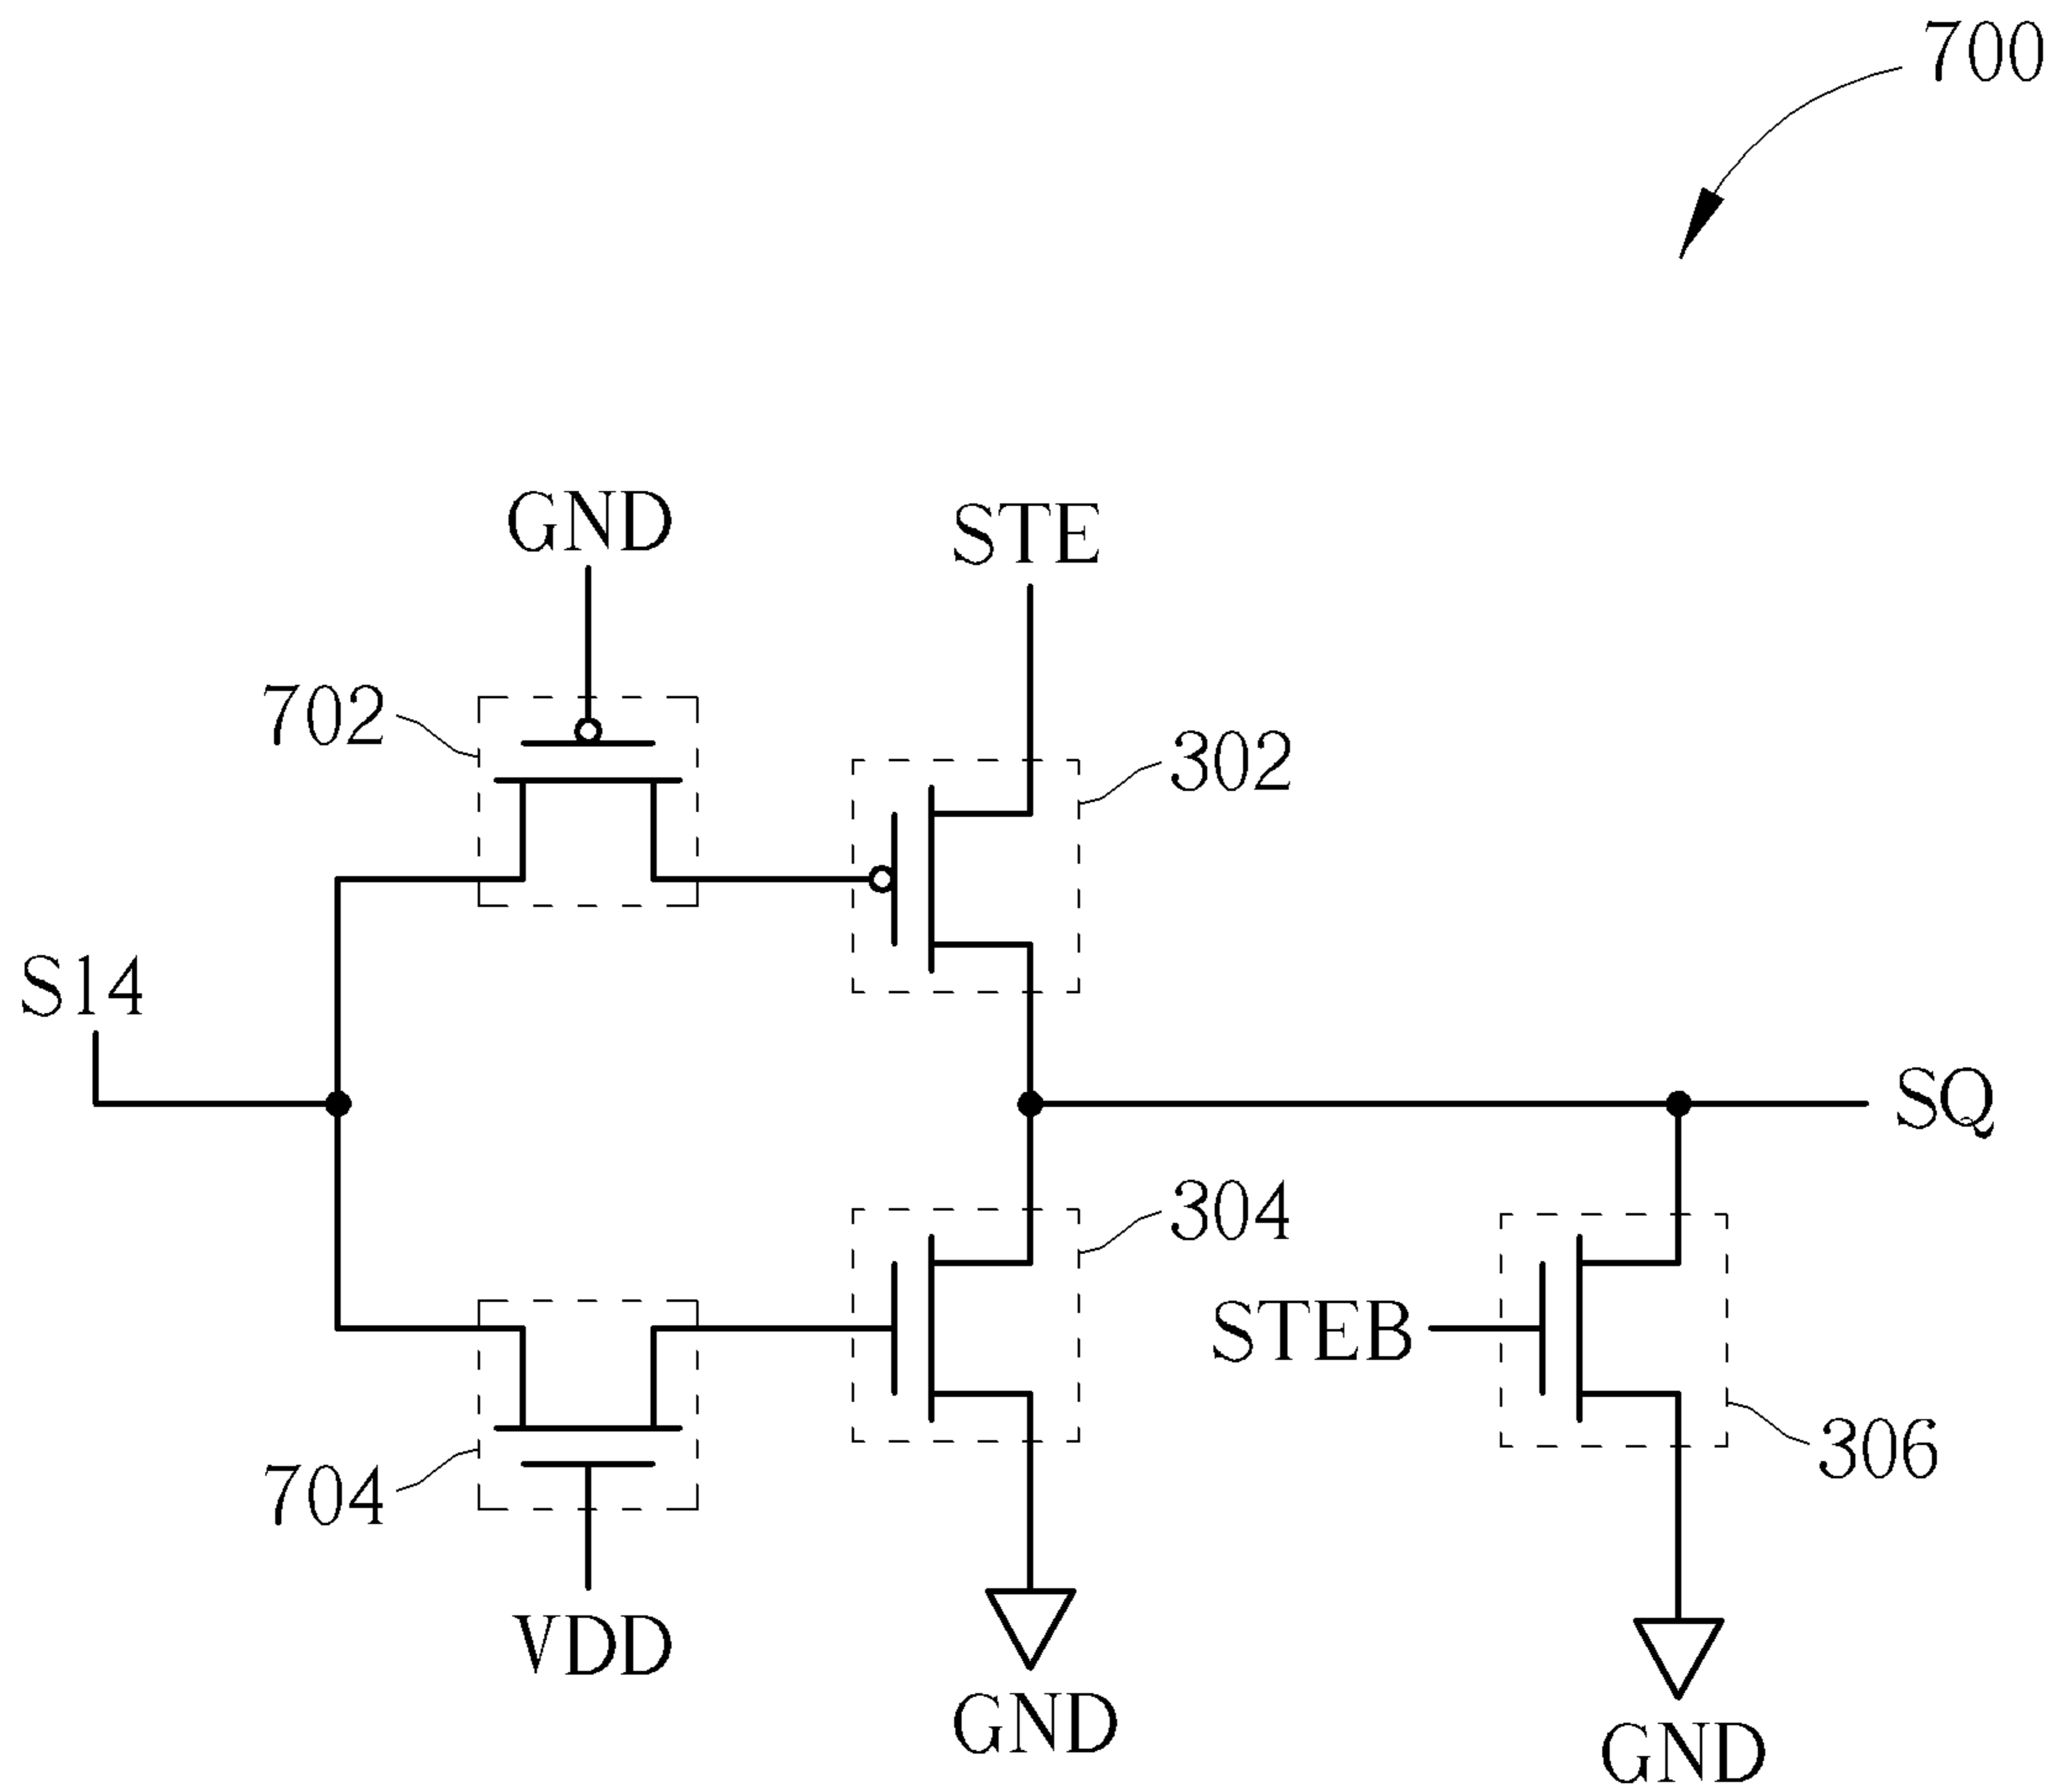 700
GND
STE
702
302
S14
SQ
304
STEB
306
704
VDD
GND
GND